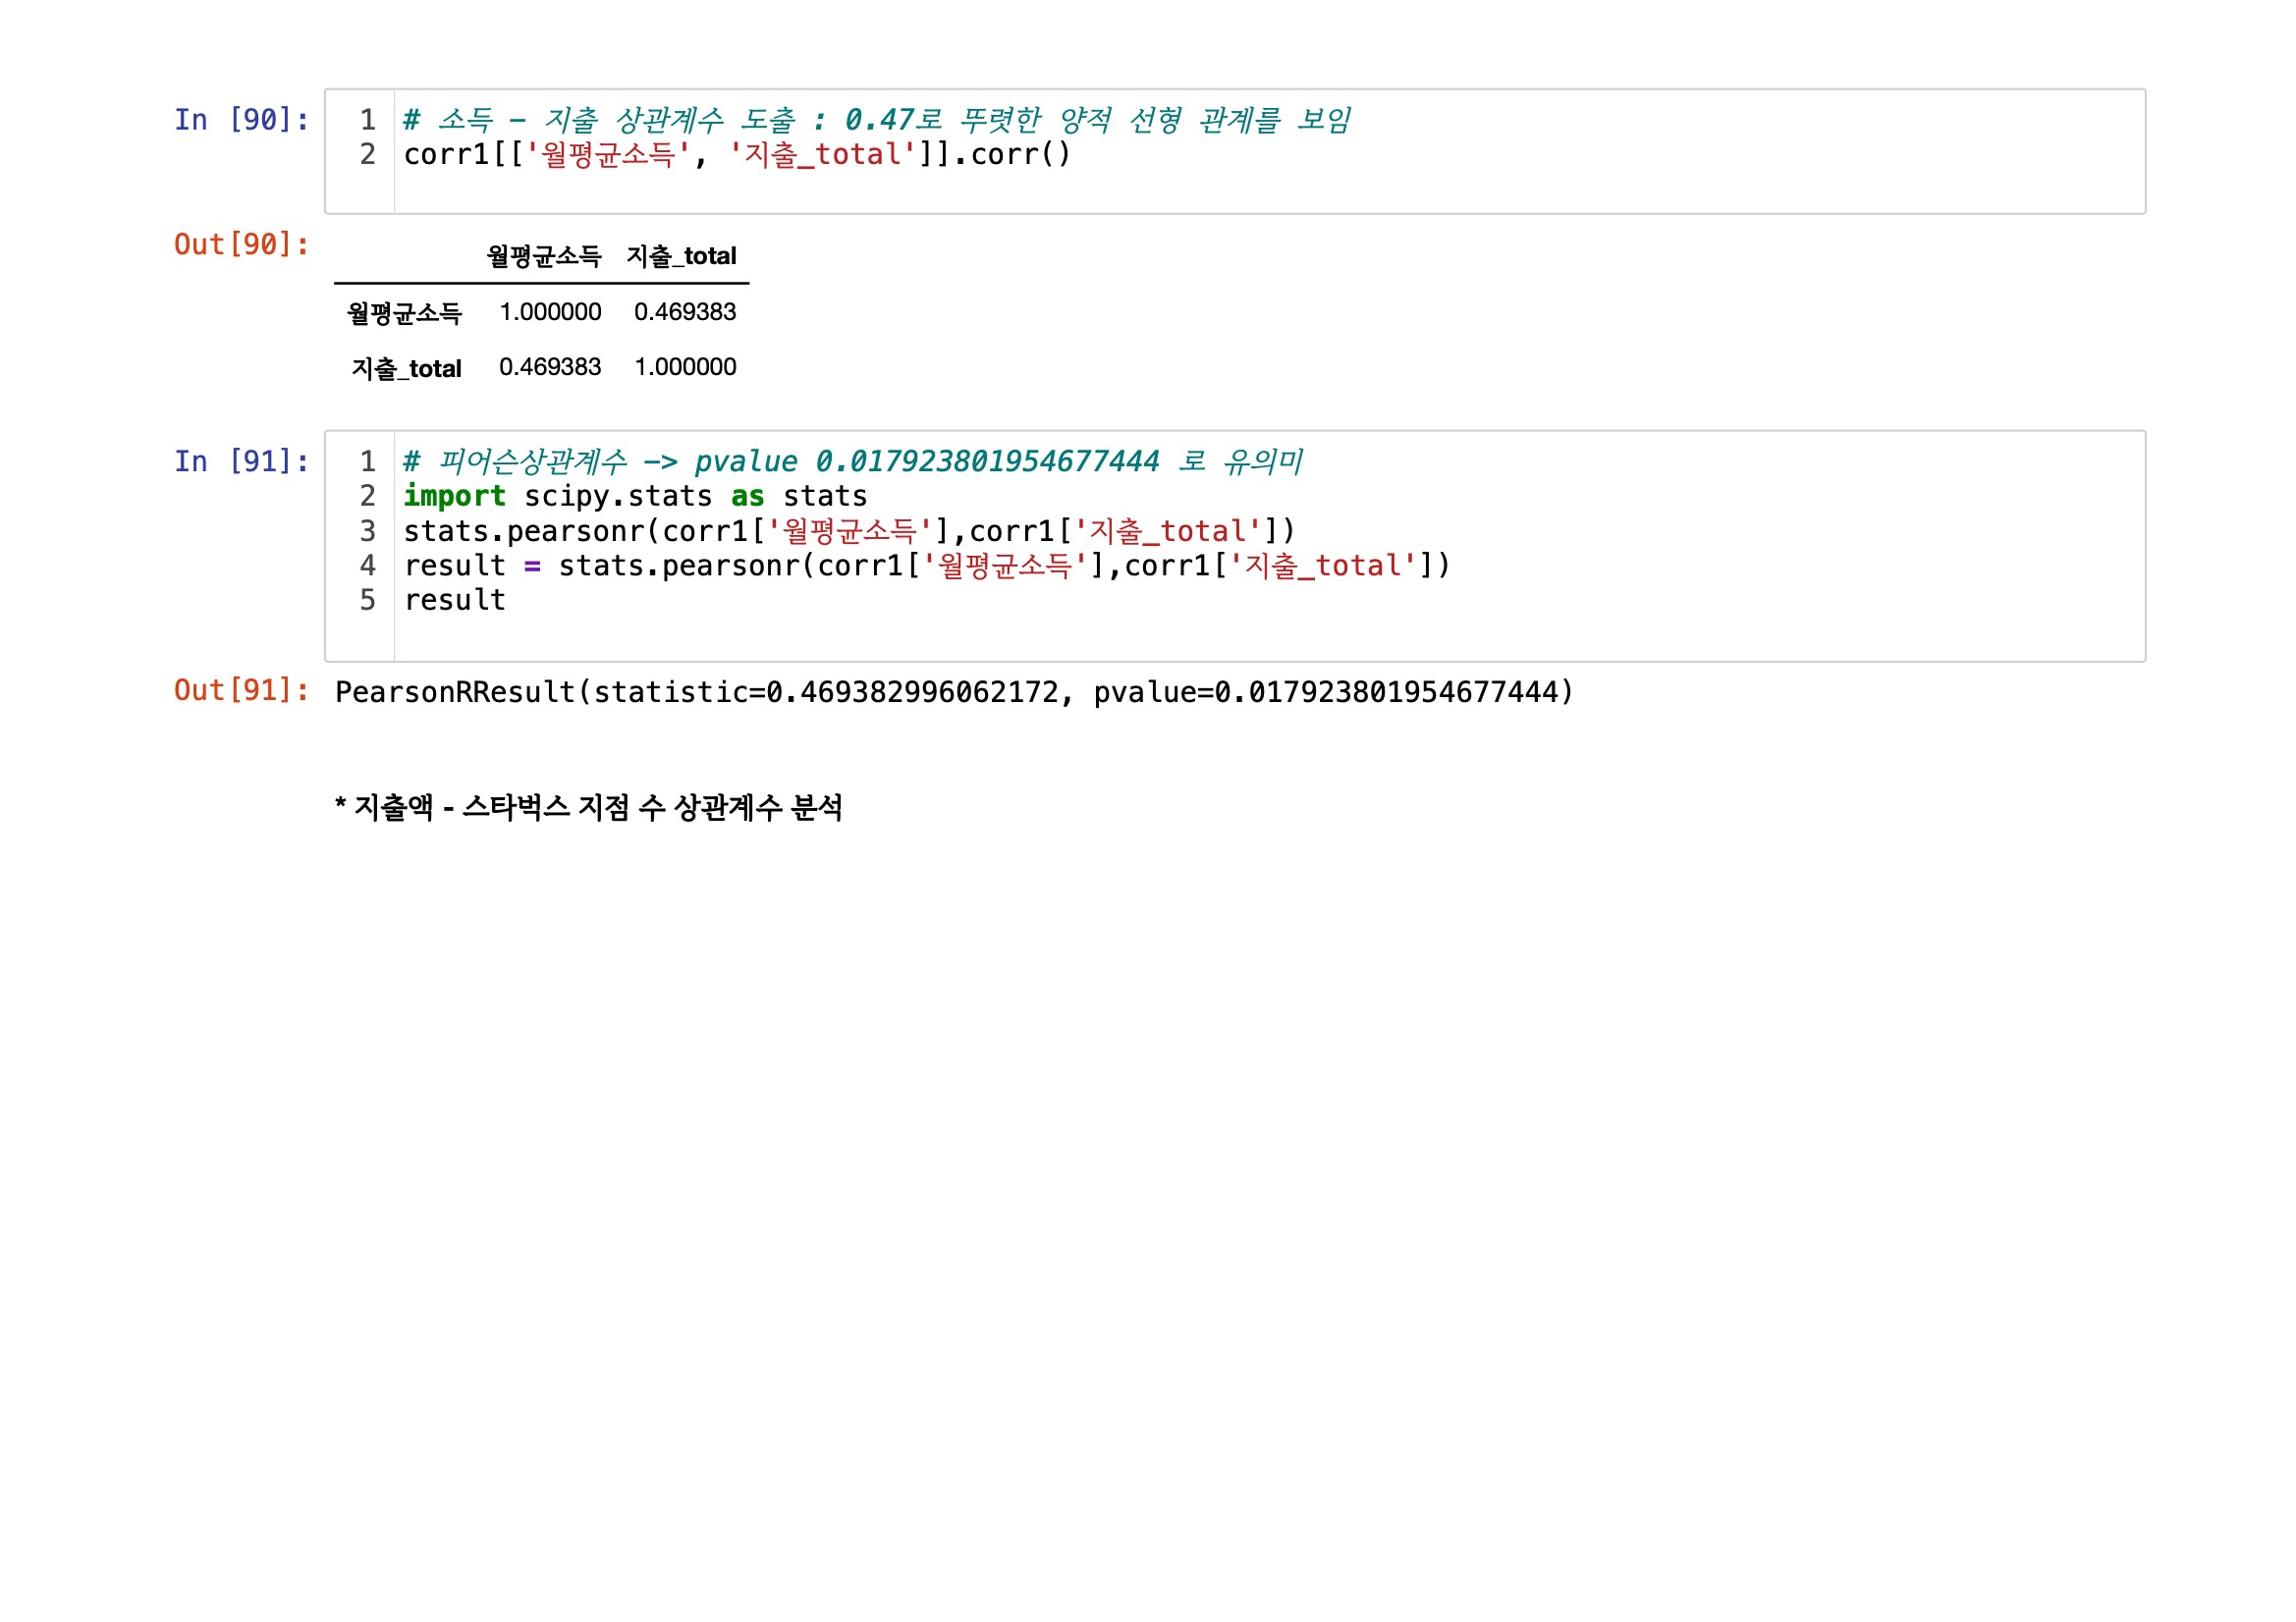 In [90]:
1 # 소득 - 지출 상관계수 도출 : 0.47로 뚜렷한 양적 선형 관계를 보임
2 corr1[['월평균소득', '지출_total']].corr()
Out[90]:
월평균소득 지출_total
월평균소득 1.000000 0.469383
지출_total 0.469383 1.000000
In [91]:
1 # 피어슨상관계수 -> pvalue 0.017923801954677444 로 유의미
2 import scipy.stats as stats
3 stats.pearsonr(corr1['월평균소득'],corr1['지출_total'])
4 result = stats.pearsonr(corr1['월평균소득'],corr1['지출_total'])
5 result
Out[91]: PearsonRResult(statistic=0.469382996062172, pvalue=0.017923801954677444)
* 지출액 - 스타벅스 지점 수 상관계수 분석